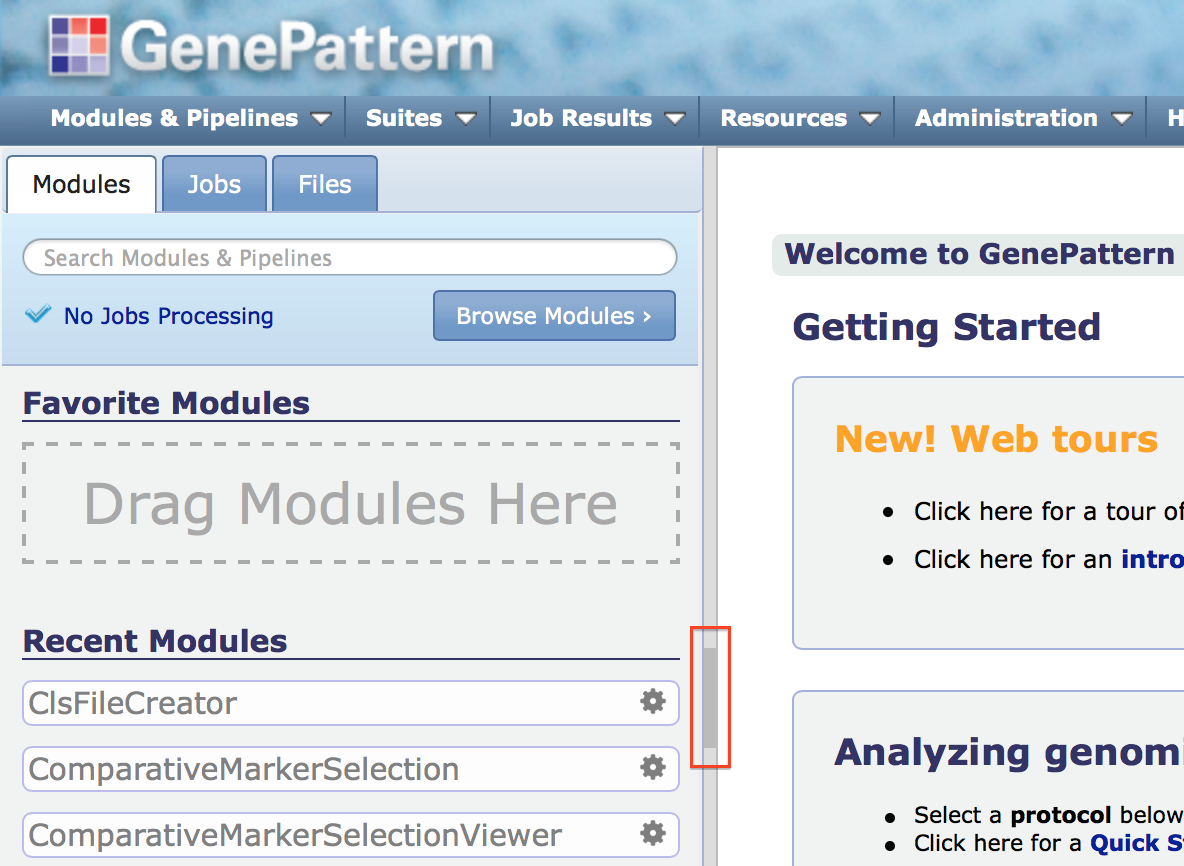 GenePattern
Modules & Pipelines Suites Job Results Resources Administration H
Modules Jobs Files
Search Modules & Pipelines
No Jobs Processing Browse Modules ›
Favorite Modules
Drag Modules Here
Recent Modules
ClsFileCreator
ComparativeMarkerSelection
ComparativeMarkerSelectionViewer
Welcome to GenePattern
Getting Started
New! Web tours
• Click here for a tour of
• Click here for an intro
Analyzing genomi
• Select a protocol below
• Click here for a Quick St